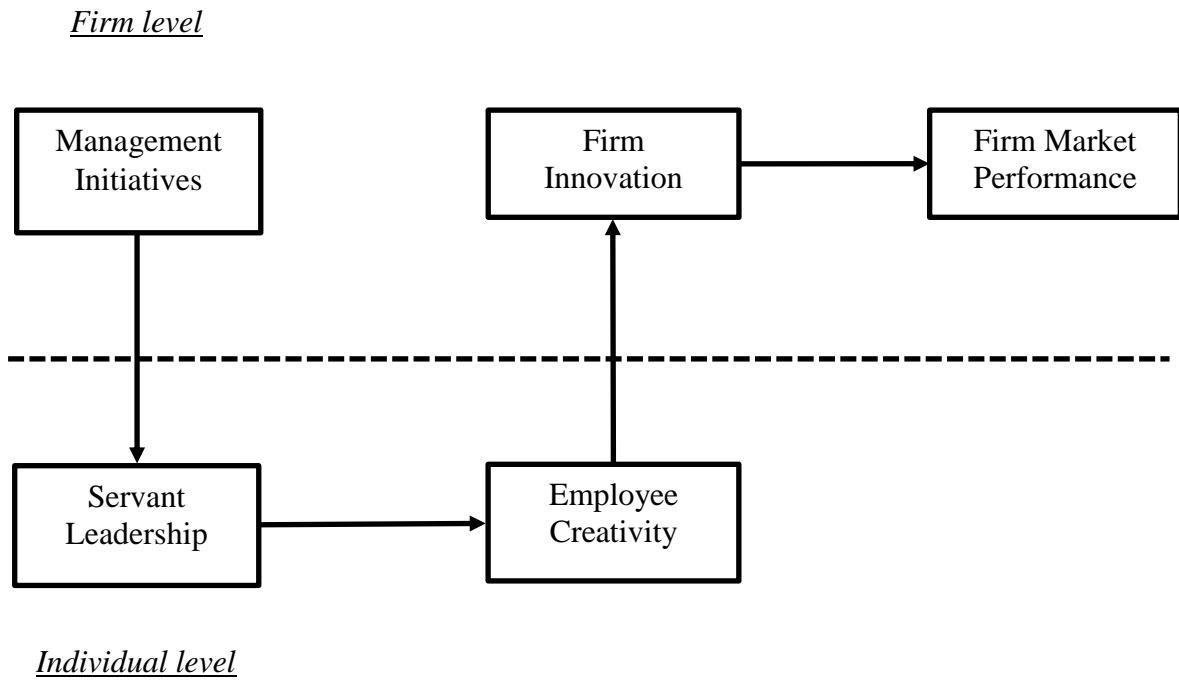 Firm level
Management
Initiatives
Firm
Innovation
Firm Market
Performance
Servant
Leadership
Employee
Creativity
Individual level